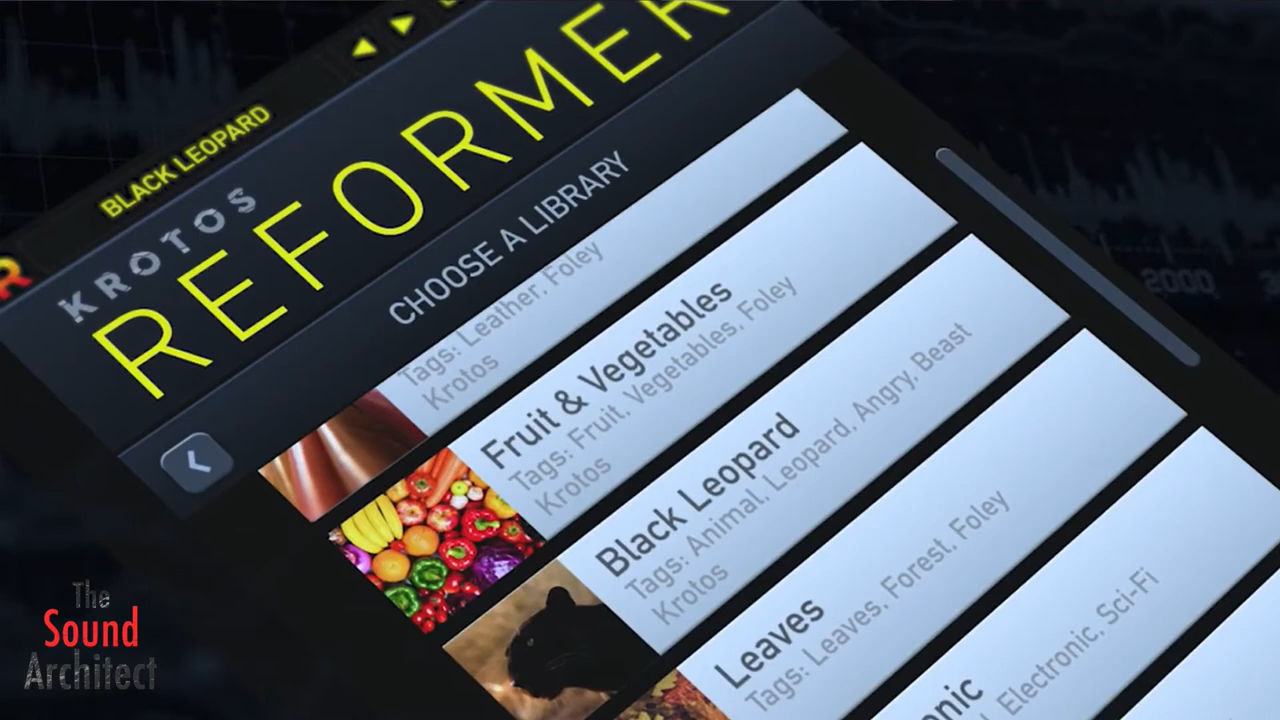 BLACK LEOPARD
KROTOS
REFORMER
CHOOSE A LIBRARY
Tags: Leather, Foley
Krotos
Fruit & Vegetables
Tags: Fruit, Vegetables, Foley
Krotos
Black Leopard
Tags: Animal, Leopard, Angry, Beast
Krotos
Leaves
Tags: Leaves, Forest, Foley
Electronic, Sci-Fi
2000
The
Sound
Architect